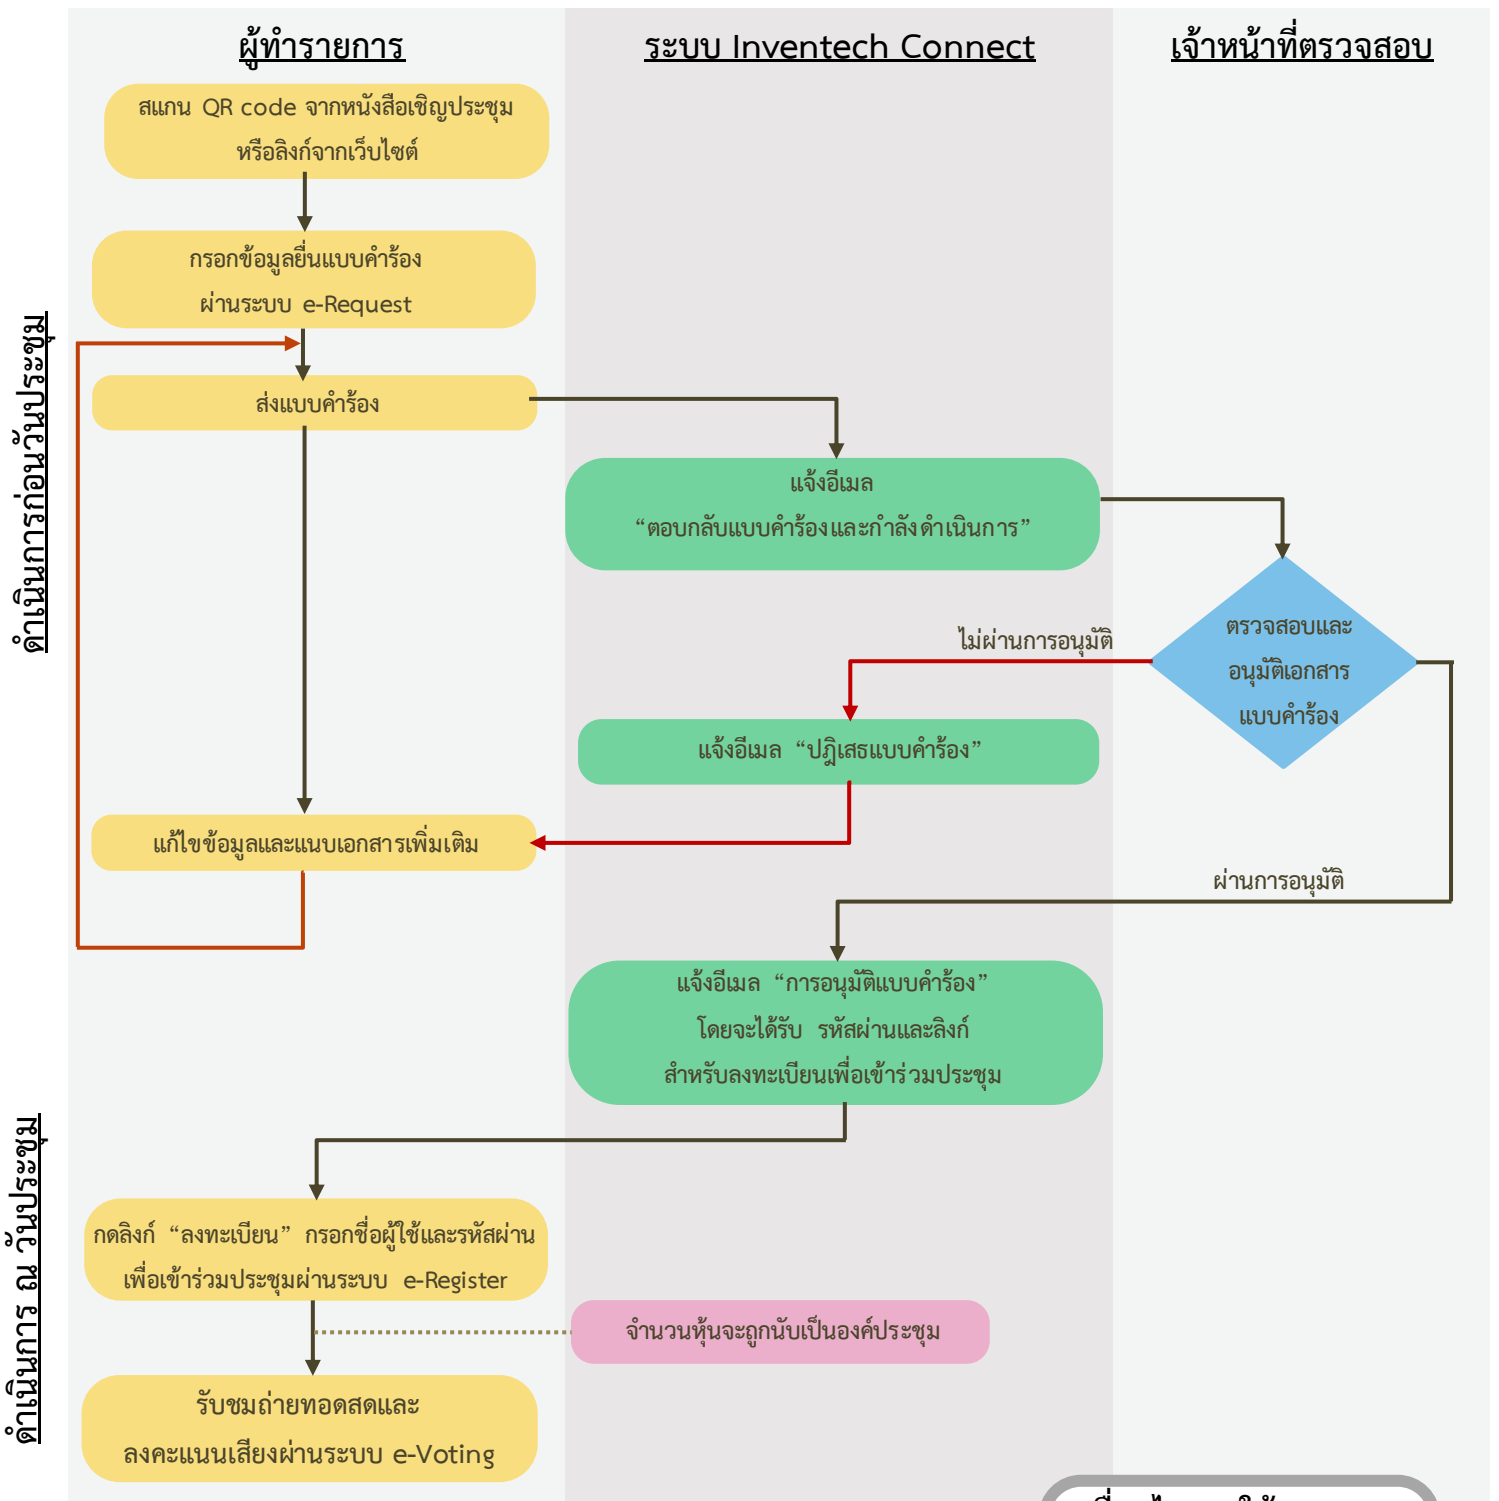 ผู้ทำรายการ
ระบบ Inventech Connect
เจ้าหน้าที่ตรวจสอบ
ดำเนินการก่อนวันประชุม
สแกน QR code จากหนังสือเชิญประชุม
หรือลิงก์จากเว็บไซต์
กรอกข้อมูลยื่นแบบคำร้อง
ผ่านระบบ e-Request
ส่งแบบคำร้อง
แจ้งอีเมล
“ตอบกลับแบบคำร้องและกำลังดำเนินการ”
ตรวจสอบและ
อนุมัติเอกสาร
แบบคำร้อง
ไม่ผ่านการอนุมัติ
แจ้งอีเมล “ปฎิเสธแบบคำร้อง”
แก้ไขข้อมูลและแนบเอกสารเพิ่มเติม
ผ่านการอนุมัติ
แจ้งอีเมล “การอนุมัติแบบคำร้อง”
โดยจะได้รับ รหัสผ่านและลิงก์
สำหรับลงทะเบียนเพื่อเข้าร่วมประชุม
ดำเนินการ ณ วันประชุม
กดลิงก์ “ลงทะเบียน” กรอกชื่อผู้ใช้และรหัสผ่าน
เพื่อเข้าร่วมประชุมผ่านระบบ e-Register
จำนวนหุ้นจะถูกนับเป็นองค์ประชุม
รับชมถ่ายทอดสดและ
ลงคะแนนเสียงผ่านระบบ e-Voting